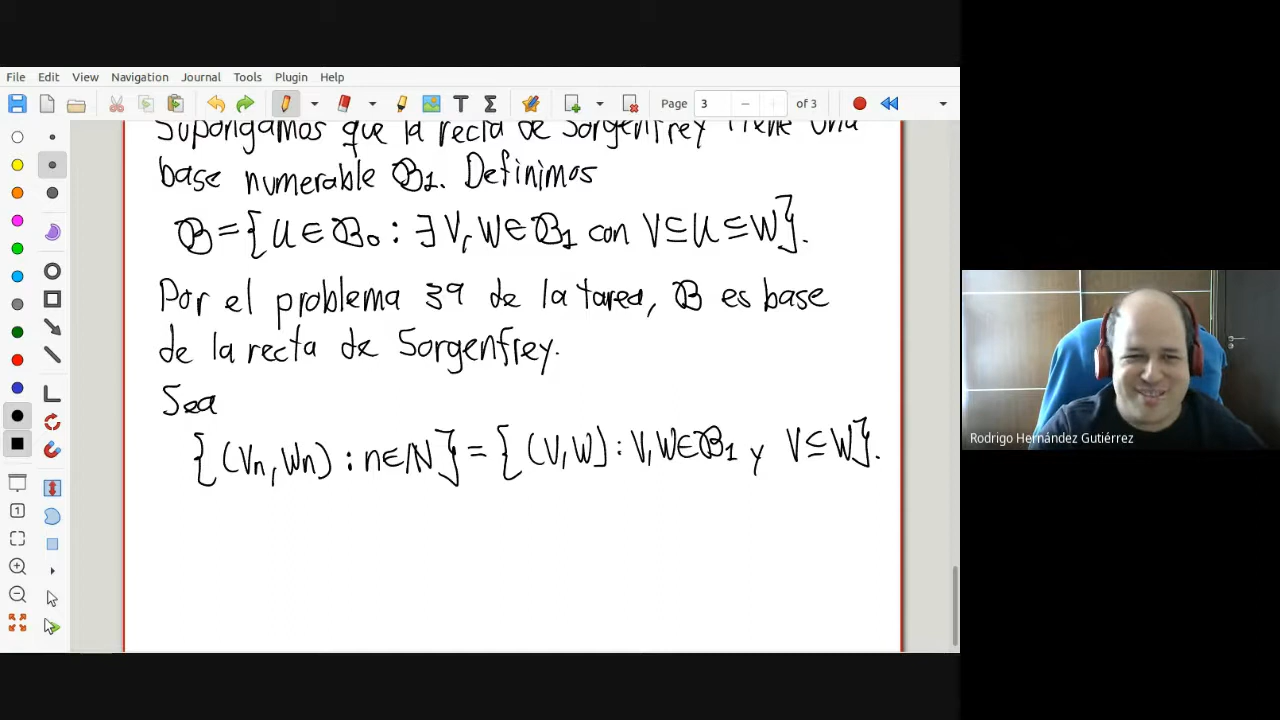 File Edit View Navigation Journal Tools Plugin Help
Page 3 of 3
Supongamos que la recta de Sorgenfrey tiene una
base numerable B₁. Definimos
B = {U ∈ B₀ : ∃ V, W ∈ B₁ con V ⊆ U ⊆ W}.
Por el problema 39 de la tarea, B es base
de la recta de Sorgenfrey.
Sea
{(Vn, Wn) : n ∈ ℕ} = {(V, W) : V, W ∈ B₁ y V ⊆ W}.
Rodrigo Hernández Gutiérrez